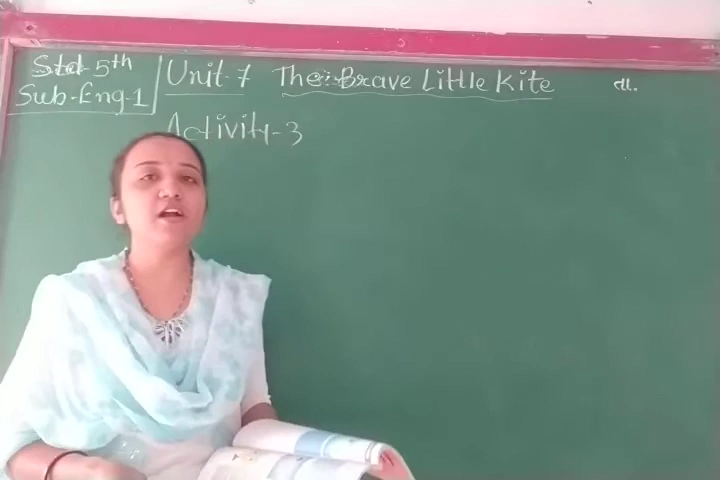 Std-5th
Sub-Eng-1
Unit-7 The Brave Little Kite
તા.
Activity-3